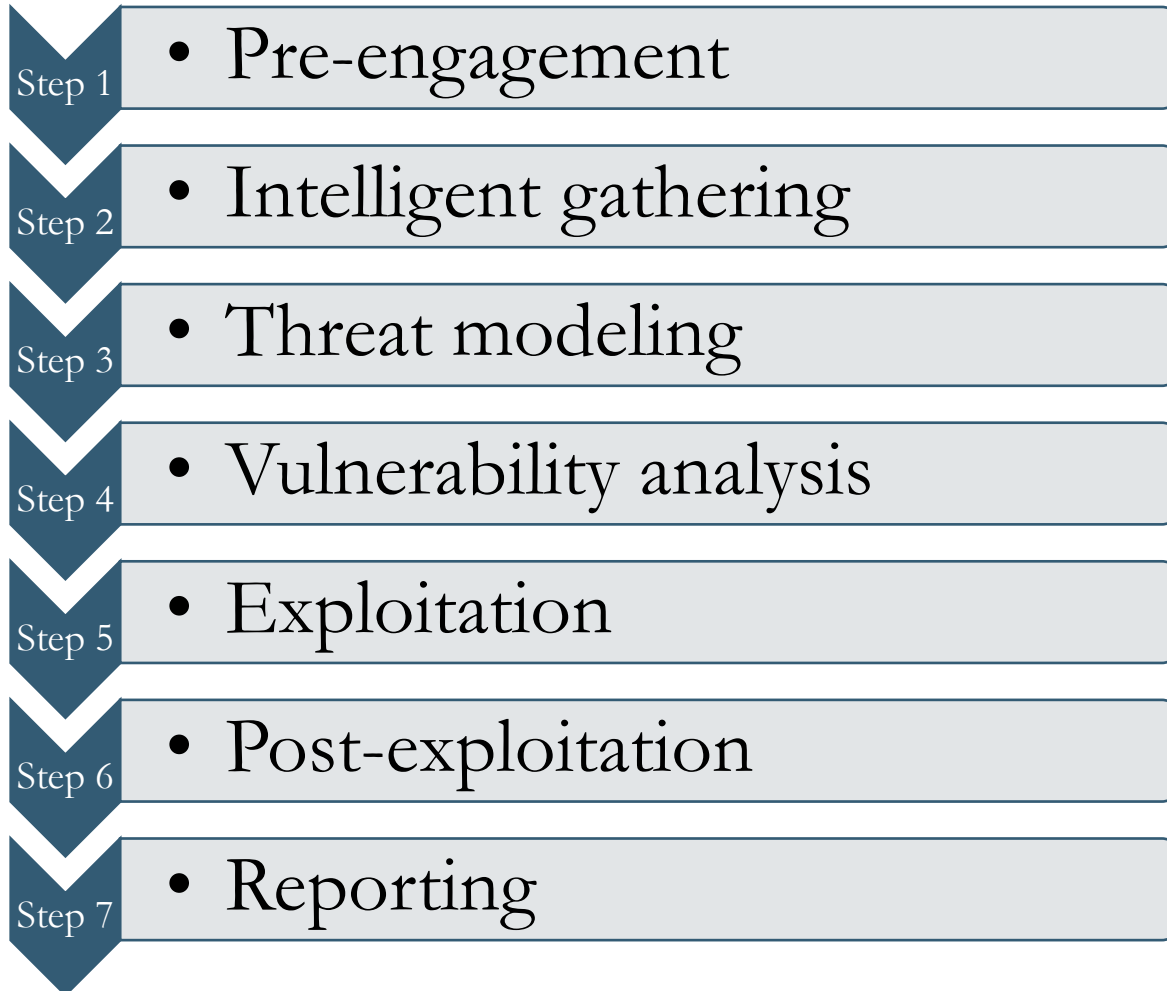 Step 1
• Pre-engagement
Step 2
• Intelligent gathering
Step 3
• Threat modeling
Step 4
• Vulnerability analysis
Step 5
• Exploitation
Step 6
• Post-exploitation
Step 7
• Reporting